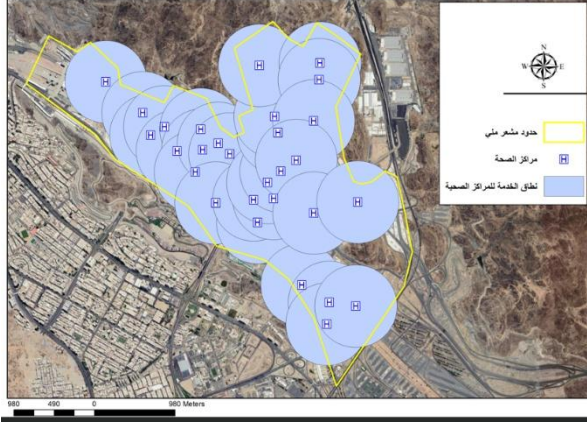 N
W E
S
حدود مشعر منى
مراكز الصحة
نطاق الخدمة للمراكز الصحية
980 490 0 980 Meters